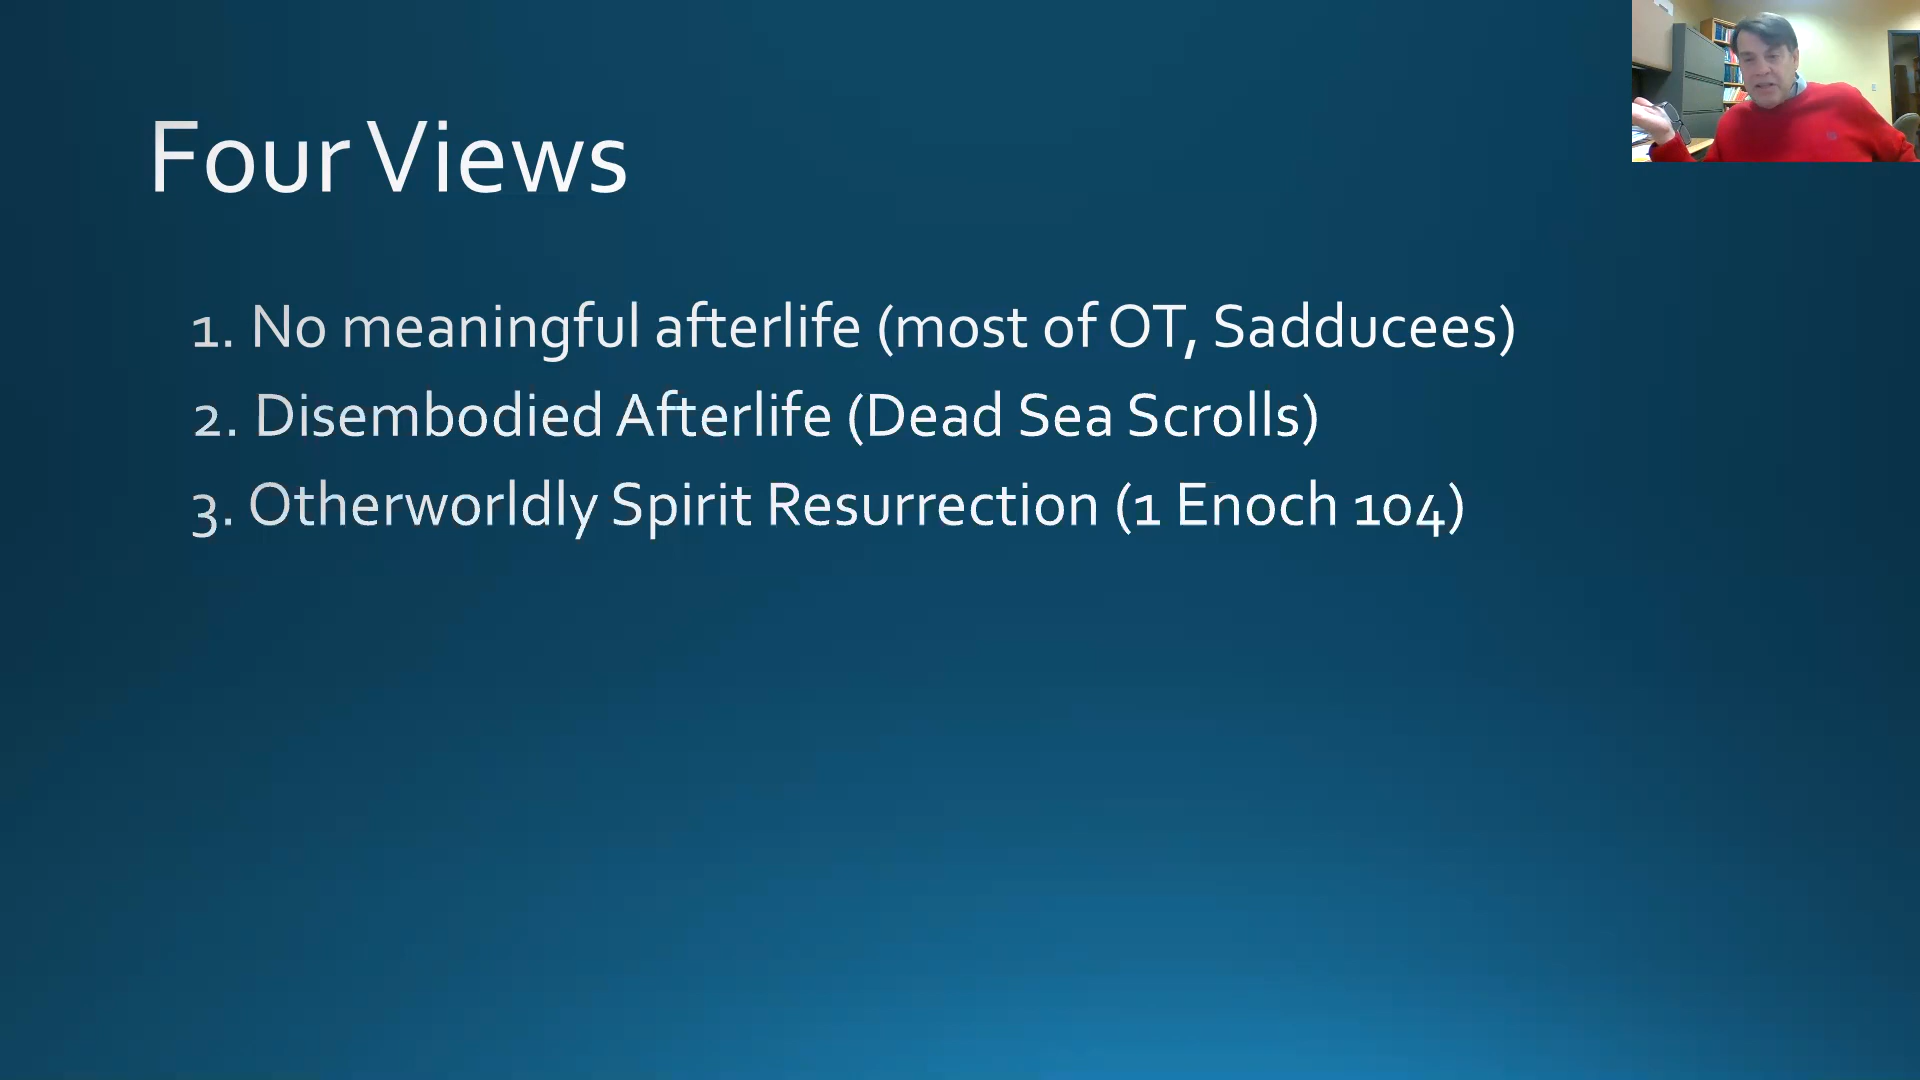 Four Views
1. No meaningful afterlife (most of OT, Sadducees)
2. Disembodied Afterlife (Dead Sea Scrolls)
3. Otherworldly Spirit Resurrection (1 Enoch 104)